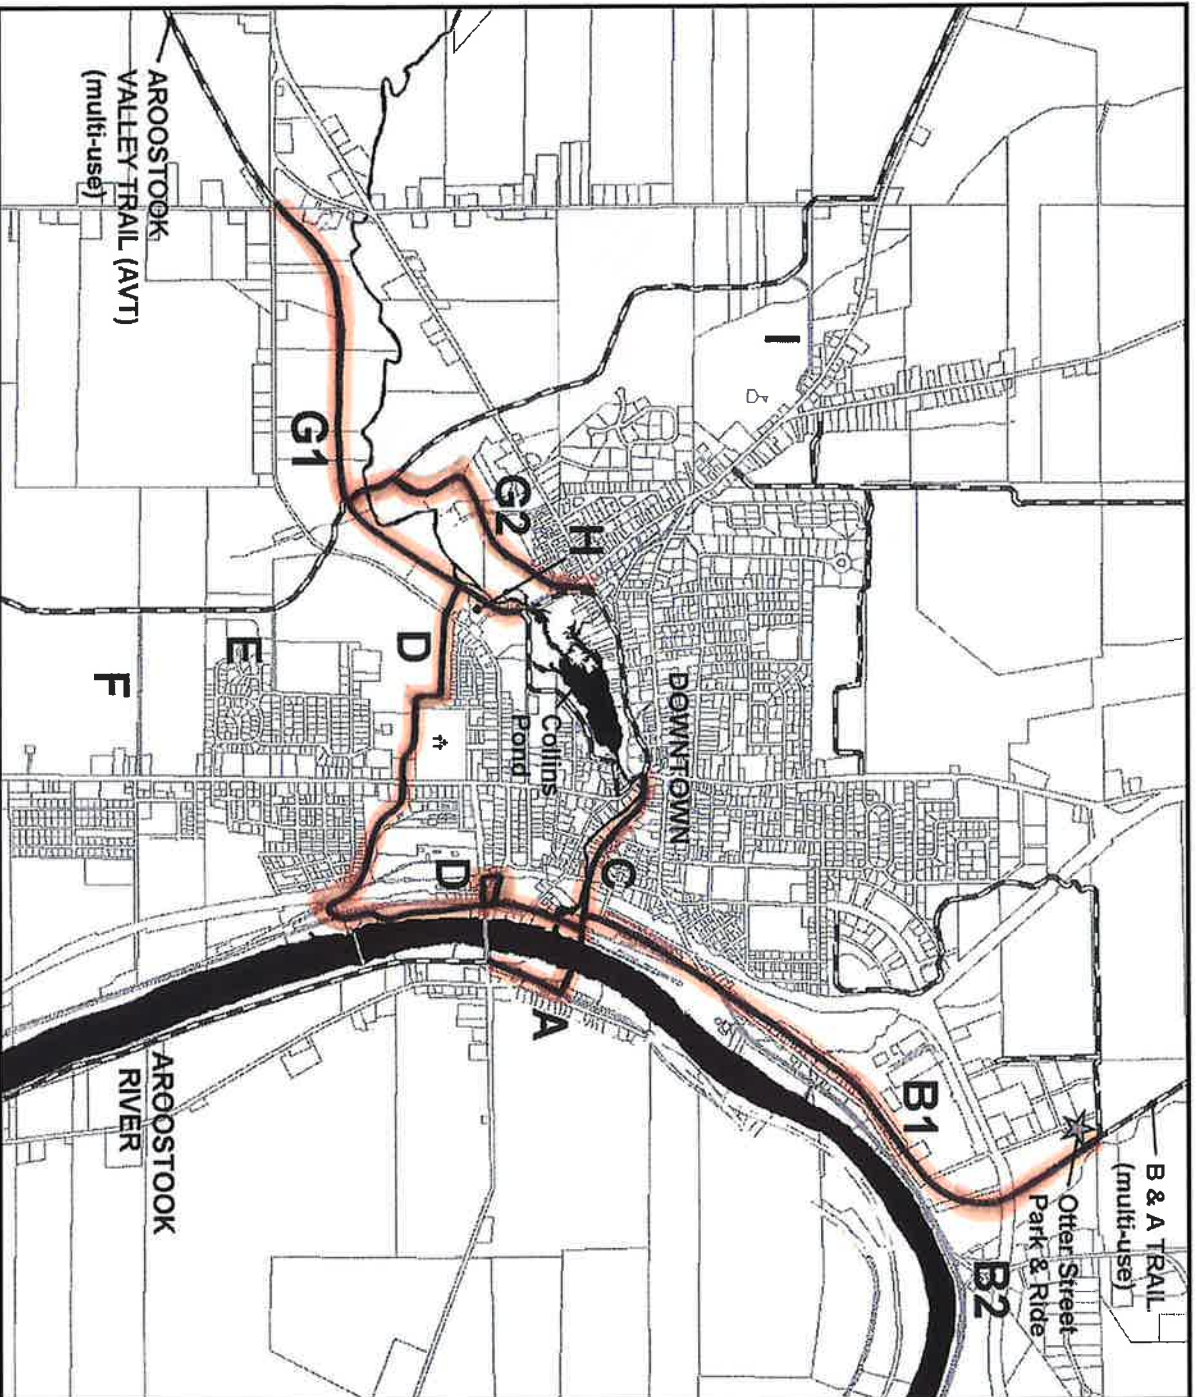 B & A TRAIL
(multi-use)
Otter Street
Park & Ride
B2
B1
I
DOWNTOWN
C
H
Collins
Pond
A
G2
D
D
G1
E
AROOSTOOK
VALLEY TRAIL (AVT)
(multi-use)
AROOSTOOK
RIVER
F